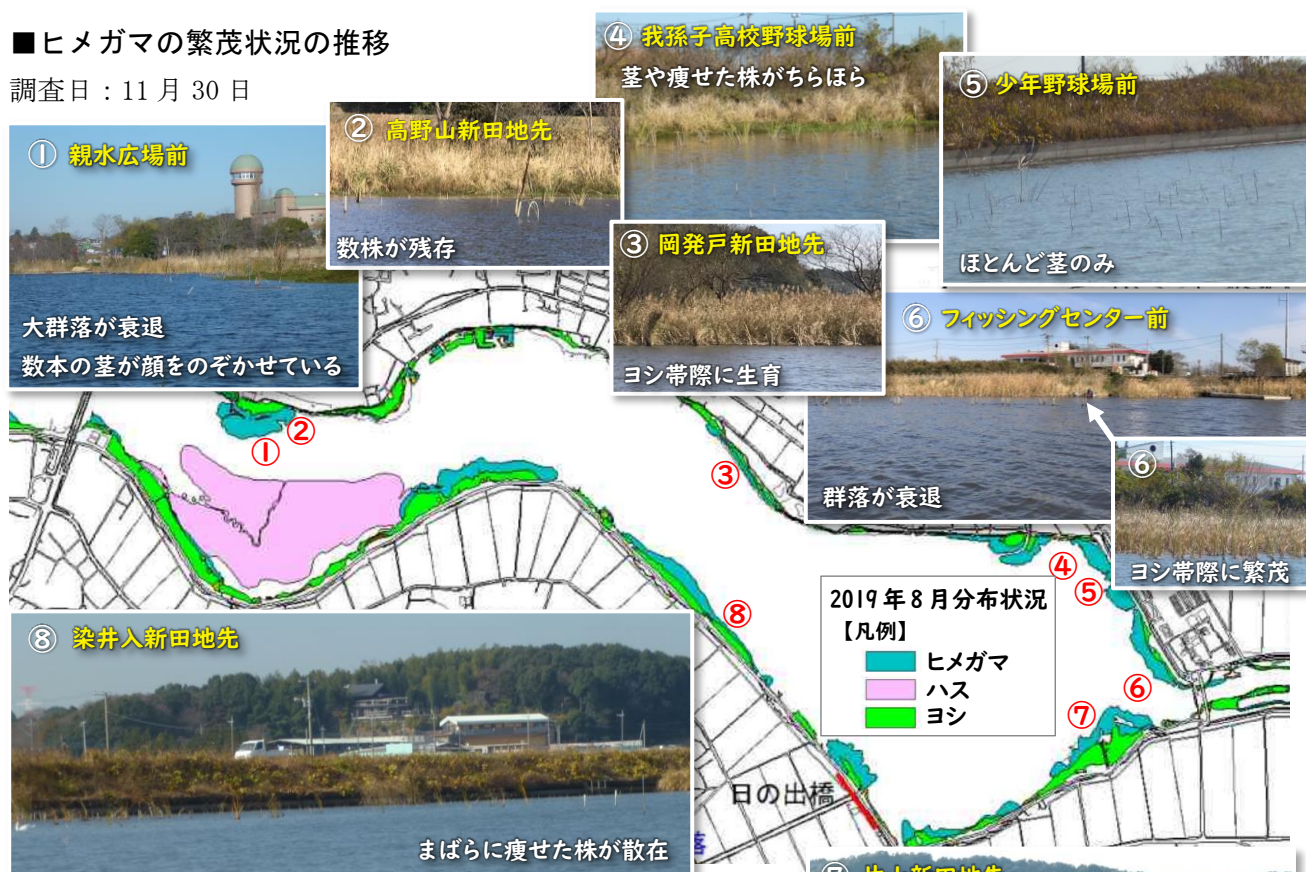 ■ヒメガマの繁茂状況の推移
調査日：11月30日
① 親水広場前
大群落が衰退
数本の茎が顔をのぞかせている
② 高野山新田地先
数株が残存
④ 我孫子高校野球場前
茎や痩せた株がちらほら
⑤ 少年野球場前
ほとんど茎のみ
③ 岡発戸新田地先
ヨシ帯際に生育
⑥ フィッシングセンター前
群落が衰退
⑥
ヨシ帯際に繁茂
①
②
③
④
⑤
⑥
⑦
⑧
2019年8月分布状況
【凡例】
ヒメガマ
ハス
ヨシ
日の出橋
落
⑧ 染井入新田地先
まばらに痩せた株が散在